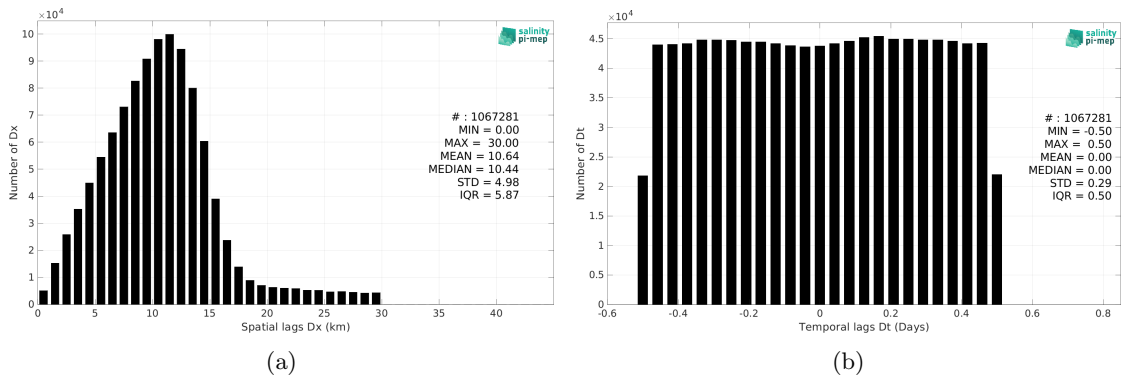 ×10⁴
salinity
pi-mep
10
9
8
7
6
5
4
3
2
1
0
Number of Dx
# : 1067281
MIN = 0.00
MAX = 30.00
MEAN = 10.64
MEDIAN = 10.44
STD = 4.98
IQR = 5.87
0 5 10 15 20 25 30 35 40
Spatial lags Dx (km)
(a)
×10⁴
salinity
pi-mep
4.5
4
3.5
3
2.5
2
1.5
1
0.5
0
Number of Dt
# : 1067281
MIN = -0.50
MAX = 0.50
MEAN = 0.00
MEDIAN = 0.00
STD = 0.29
IQR = 0.50
-0.6 -0.4 -0.2 0 0.2 0.4 0.6 0.8
Temporal lags Dt (Days)
(b)